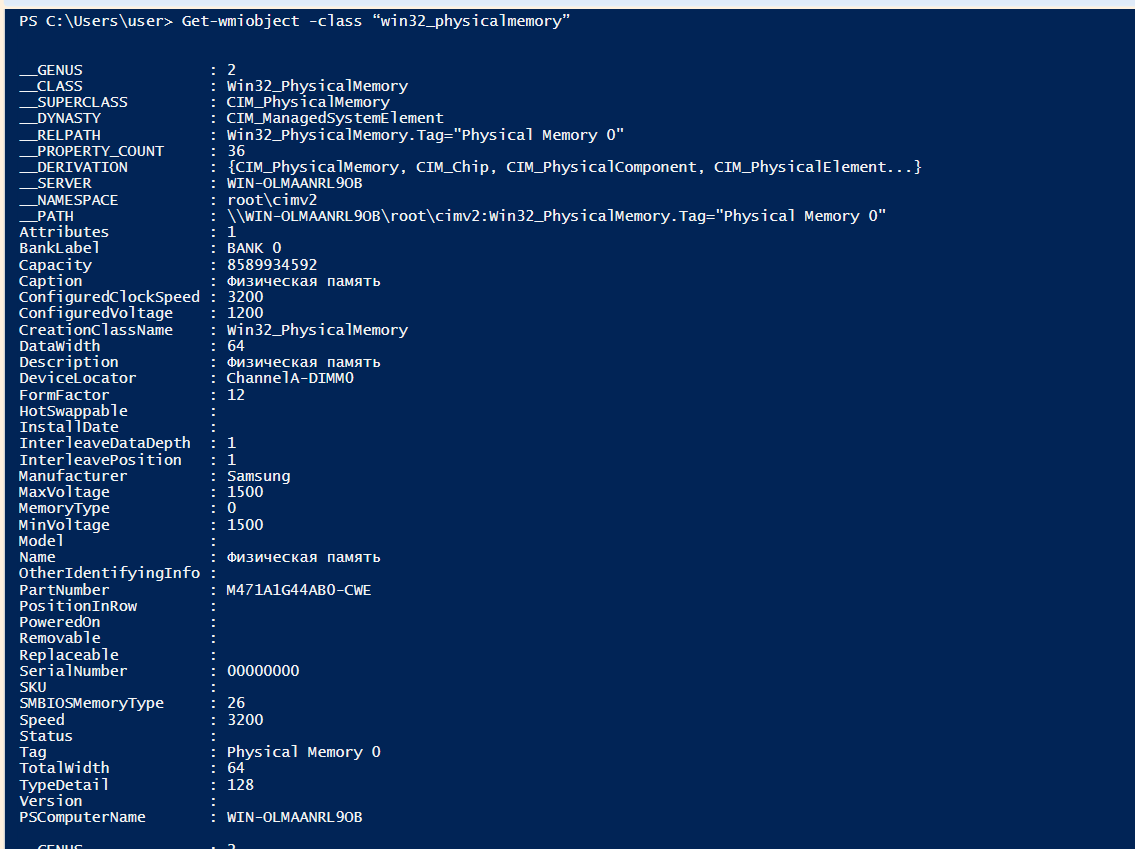 PS C:\Users\user> Get-wmiobject -class “win32_physicalmemory”
__GENUS : 2
__CLASS : Win32_PhysicalMemory
__SUPERCLASS : CIM_PhysicalMemory
__DYNASTY : CIM_ManagedSystemElement
__RELPATH : Win32_PhysicalMemory.Tag="Physical Memory 0"
__PROPERTY_COUNT : 36
__DERIVATION : {CIM_PhysicalMemory, CIM_Chip, CIM_PhysicalComponent, CIM_PhysicalElement...}
__SERVER : WIN-OLMAANRL9OB
__NAMESPACE : root\cimv2
__PATH : \\WIN-OLMAANRL9OB\root\cimv2:Win32_PhysicalMemory.Tag="Physical Memory 0"
Attributes : 1
BankLabel : BANK 0
Capacity : 8589934592
Caption : Физическая память
ConfiguredClockSpeed : 3200
ConfiguredVoltage : 1200
CreationClassName : Win32_PhysicalMemory
DataWidth : 64
Description : Физическая память
DeviceLocator : ChannelA-DIMM0
FormFactor : 12
HotSwappable :
InstallDate :
InterleaveDataDepth : 1
InterleavePosition : 1
Manufacturer : Samsung
MaxVoltage : 1500
MemoryType : 0
MinVoltage : 1500
Model :
Name : Физическая память
OtherIdentifyingInfo :
PartNumber : M471A1G44AB0-CWE
PositionInRow :
PoweredOn :
Removable :
Replaceable :
SerialNumber : 00000000
SKU :
SMBIOSMemoryType : 26
Speed : 3200
Status :
Tag : Physical Memory 0
TotalWidth : 64
TypeDetail : 128
Version :
PSComputerName : WIN-OLMAANRL9OB
__GENUS : 2